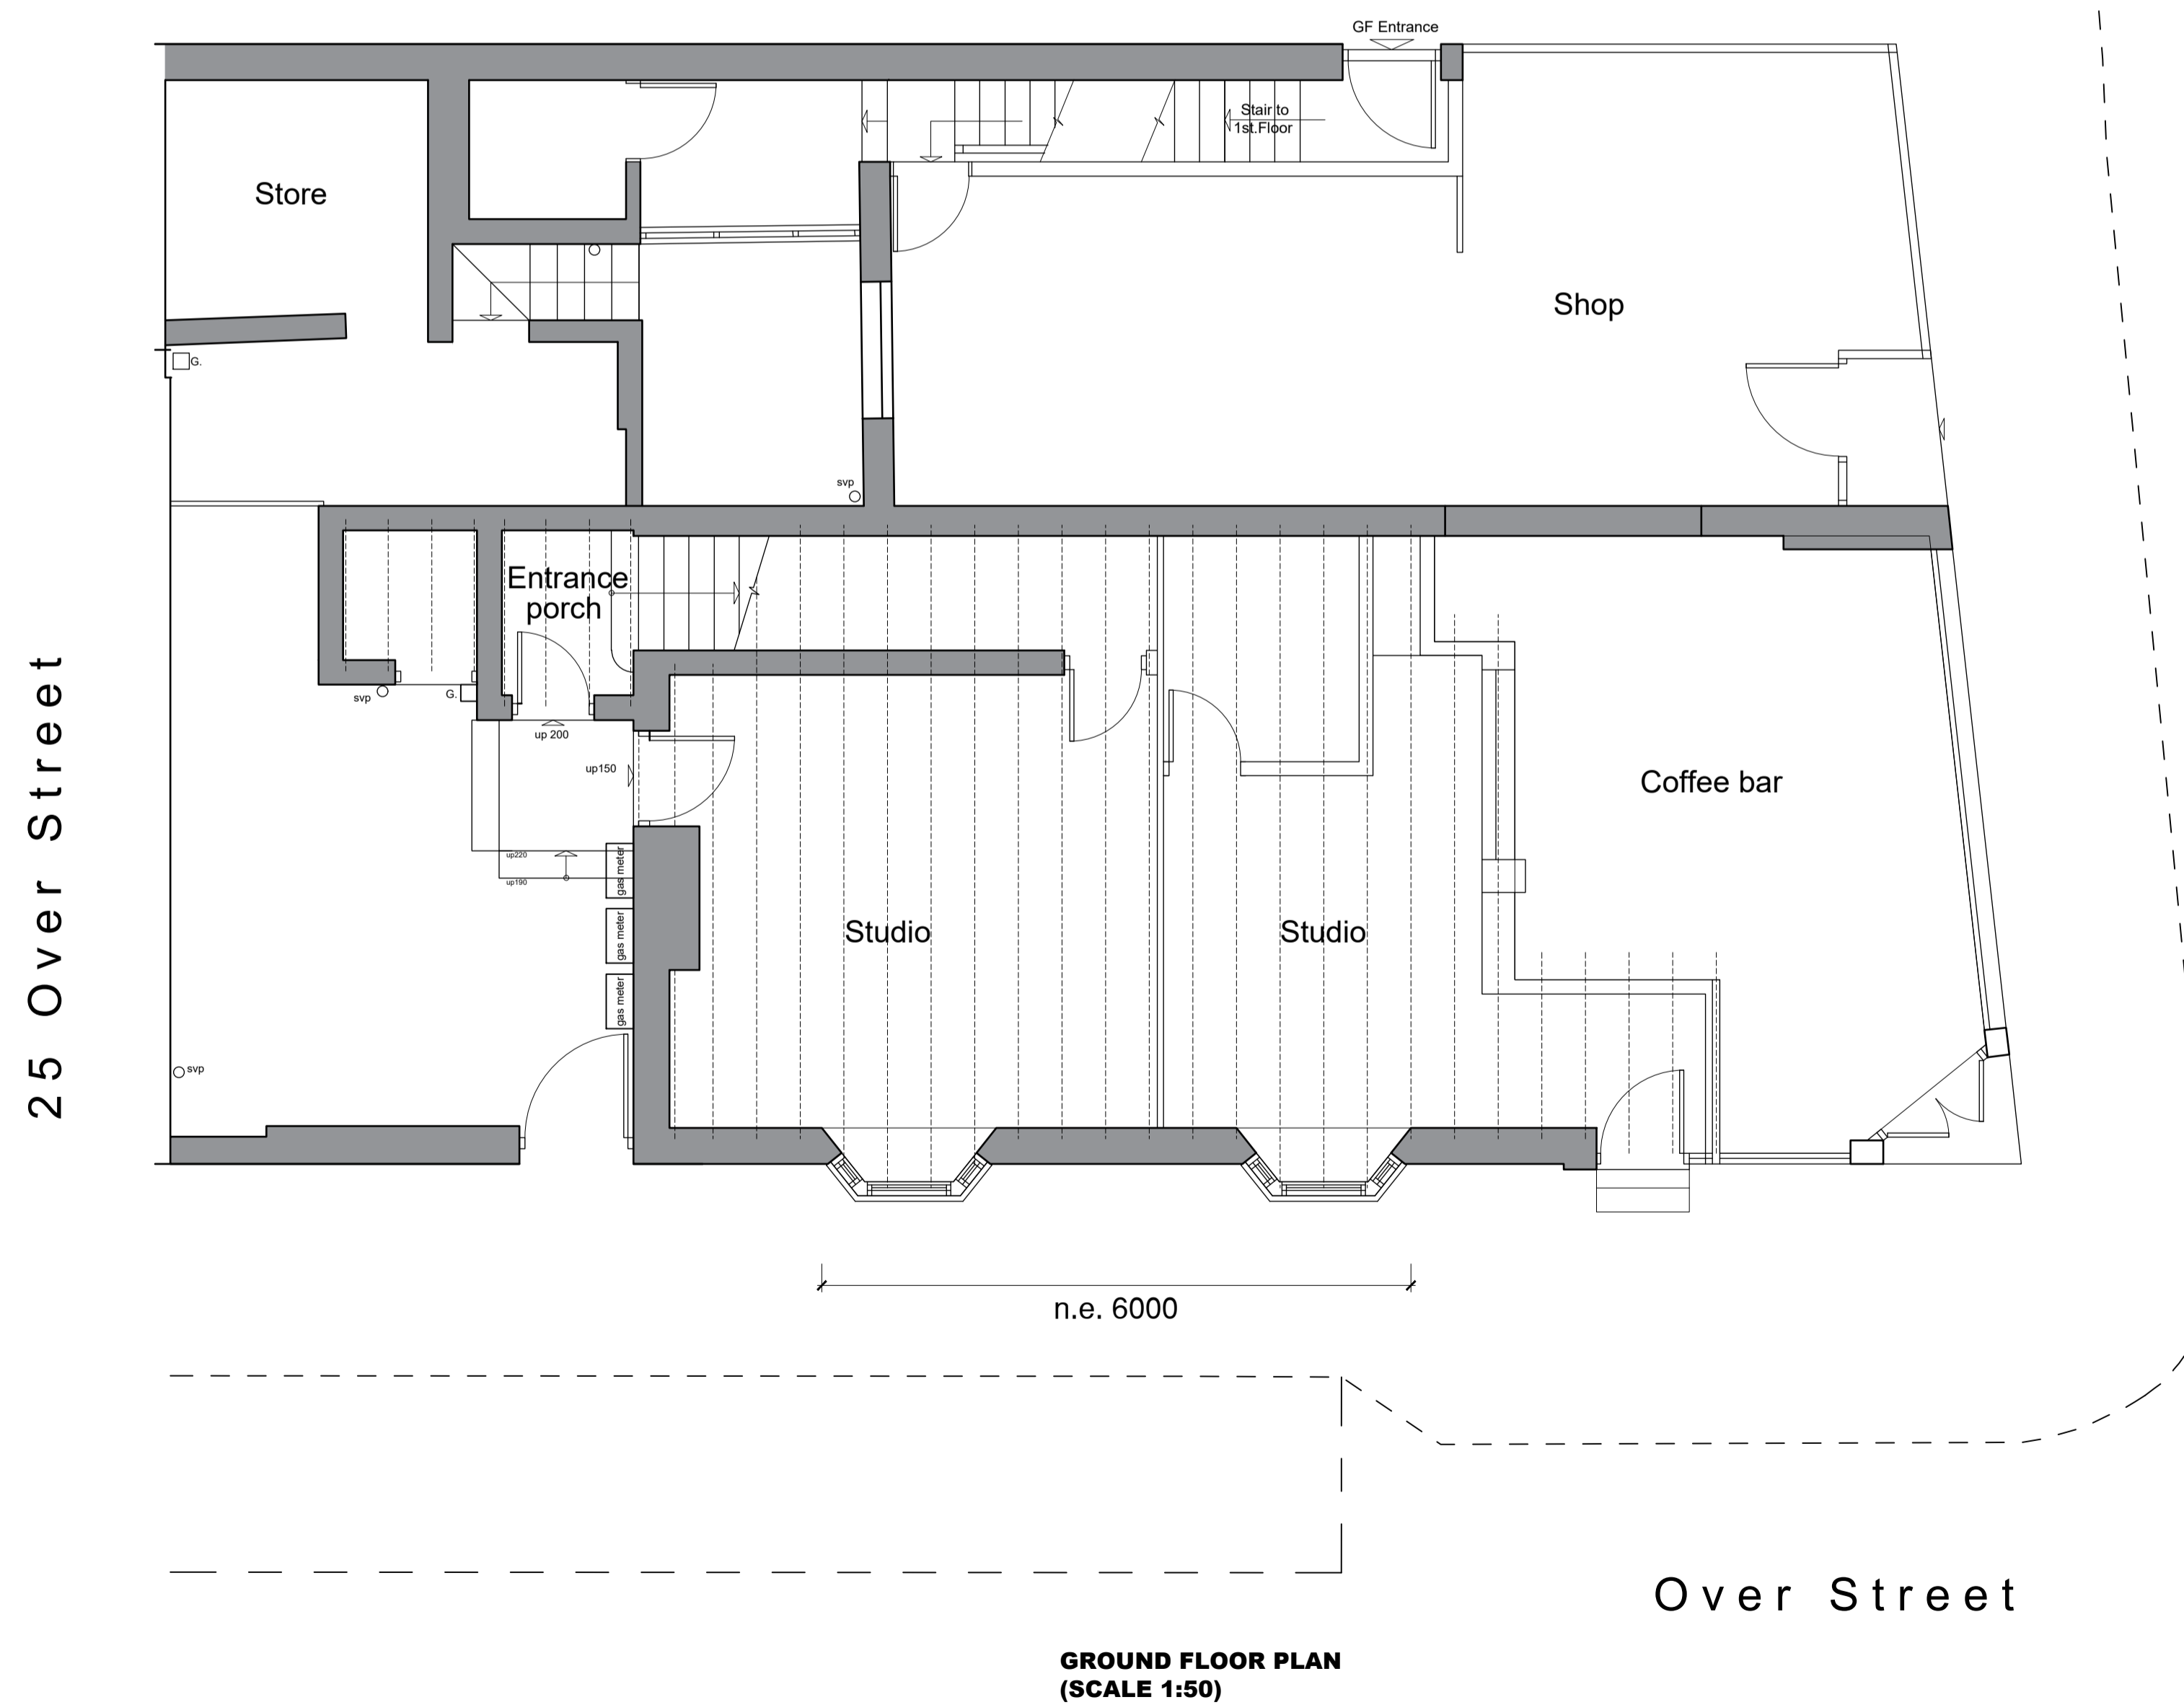 GF Entrance
Stair to
1st.Floor
Store
Shop
G.
svp
Entrance
porch
svp
G.
up 200
up150
Coffee bar
up220
up190
gas meter
gas meter
gas meter
Studio
Studio
svp
25 Over Street
n.e. 6000
Over Street
GROUND FLOOR PLAN
(SCALE 1:50)